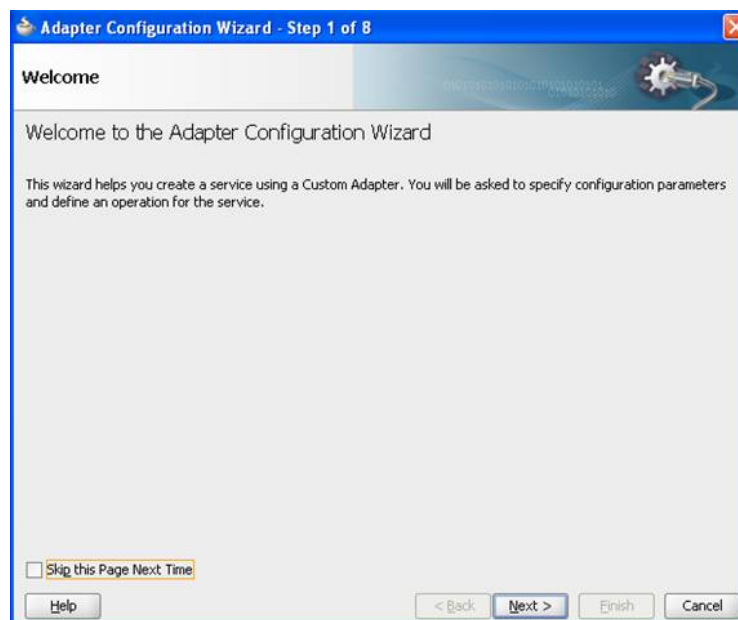 Adapter Configuration Wizard - Step 1 of 8
Welcome
Welcome to the Adapter Configuration Wizard
This wizard helps you create a service using a Custom Adapter. You will be asked to specify configuration parameters
and define an operation for the service.
Skip this Page Next Time
Help
< Back
Next >
Finish
Cancel